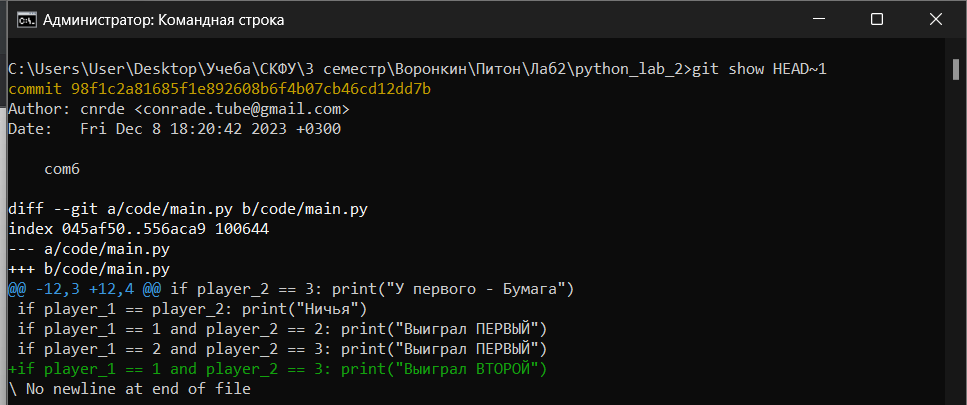 Администратор: Командная строка
C:\Users\User\Desktop\Учеба\СКФУ\3 семестр\Воронкин\Питон\Лаб2\python_lab_2>git show HEAD~1
commit 98f1c2a81685f1e892608b6f4b07cb46cd12dd7b
Author: cnrde <conrade.tube@gmail.com>
Date:   Fri Dec 8 18:20:42 2023 +0300
    com6
diff --git a/code/main.py b/code/main.py
index 045af50..556aca9 100644
--- a/code/main.py
+++ b/code/main.py
@@ -12,3 +12,4 @@ if player_2 == 3: print("У первого - Бумага")
 if player_1 == player_2: print("Ничья")
 if player_1 == 1 and player_2 == 2: print("Выиграл ПЕРВЫЙ")
 if player_1 == 2 and player_2 == 3: print("Выиграл ПЕРВЫЙ")
+if player_1 == 1 and player_2 == 3: print("Выиграл ВТОРОЙ")
\ No newline at end of file